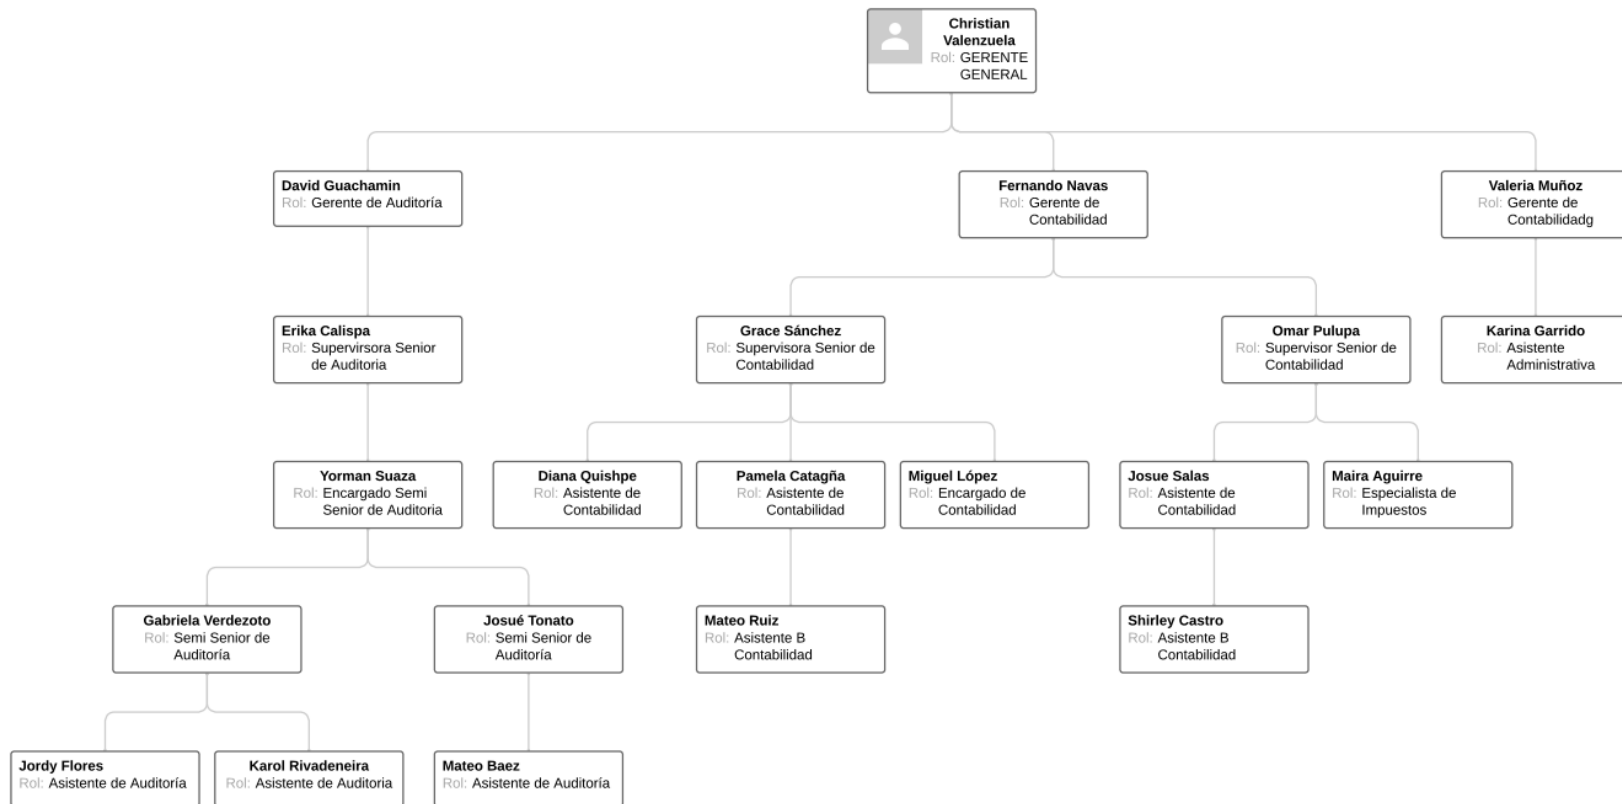 Christian
Valenzuela
Rol: GERENTE
GENERAL
David Guachamin
Rol: Gerente de Auditoría
Fernando Navas
Rol: Gerente de
Contabilidad
Valeria Muñoz
Rol: Gerente de
Contabilidadg
Erika Calispa
Rol: Supervirsora Senior
de Auditoria
Grace Sánchez
Rol: Supervisora Senior de
Contabilidad
Omar Pulupa
Rol: Supervisor Senior de
Contabilidad
Karina Garrido
Rol: Asistente
Administrativa
Yorman Suaza
Rol: Encargado Semi
Senior de Auditoria
Diana Quishpe
Rol: Asistente de
Contabilidad
Pamela Catagña
Rol: Asistente de
Contabilidad
Miguel López
Rol: Encargado de
Contabilidad
Josue Salas
Rol: Asistente de
Contabilidad
Maira Aguirre
Rol: Especialista de
Impuestos
Gabriela Verdezoto
Rol: Semi Senior de
Auditoría
Josué Tonato
Rol: Semi Senior de
Auditoría
Mateo Ruiz
Rol: Asistente B
Contabilidad
Shirley Castro
Rol: Asistente B
Contabilidad
Jordy Flores
Rol: Asistente de Auditoría
Karol Rivadeneira
Rol: Asistente de Auditoria
Mateo Baez
Rol: Asistente de Auditoría